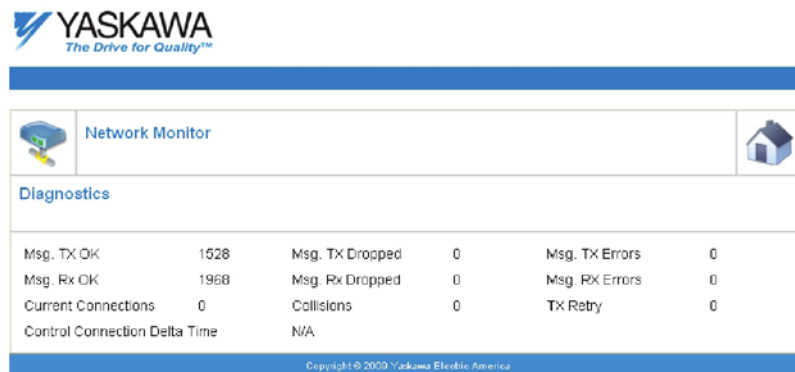 YASKAWA
The Drive for Quality™
Network Monitor
Diagnostics
Msg. TX OK 1528 Msg. TX Dropped 0 Msg. TX Errors 0
Msg. Rx OK 1968 Msg. Rx Dropped 0 Msg. RX Errors 0
Current Connections 0 Collisions 0 TX Retry 0
Control Connection Delta Time N/A
Copyright © 2009 Yaskawa Electric America